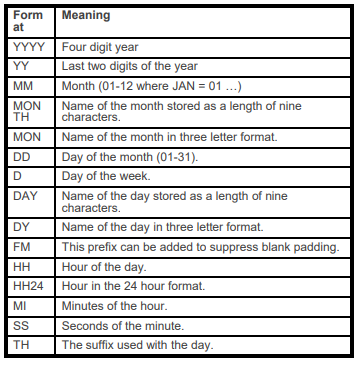 Form Meaning
at
YYYY Four digit year
YY Last two digits of the year
MM Month (01-12 where JAN = 01 …)
MON Name of the month stored as a length of nine
TH characters.
MON Name of the month in three letter format.
DD Day of the month (01-31).
D Day of the week.
DAY Name of the day stored as a length of nine
characters.
DY Name of the day in three letter format.
FM This prefix can be added to suppress blank padding.
HH Hour of the day.
HH24 Hour in the 24 hour format.
MI Minutes of the hour.
SS Seconds of the minute.
TH The suffix used with the day.